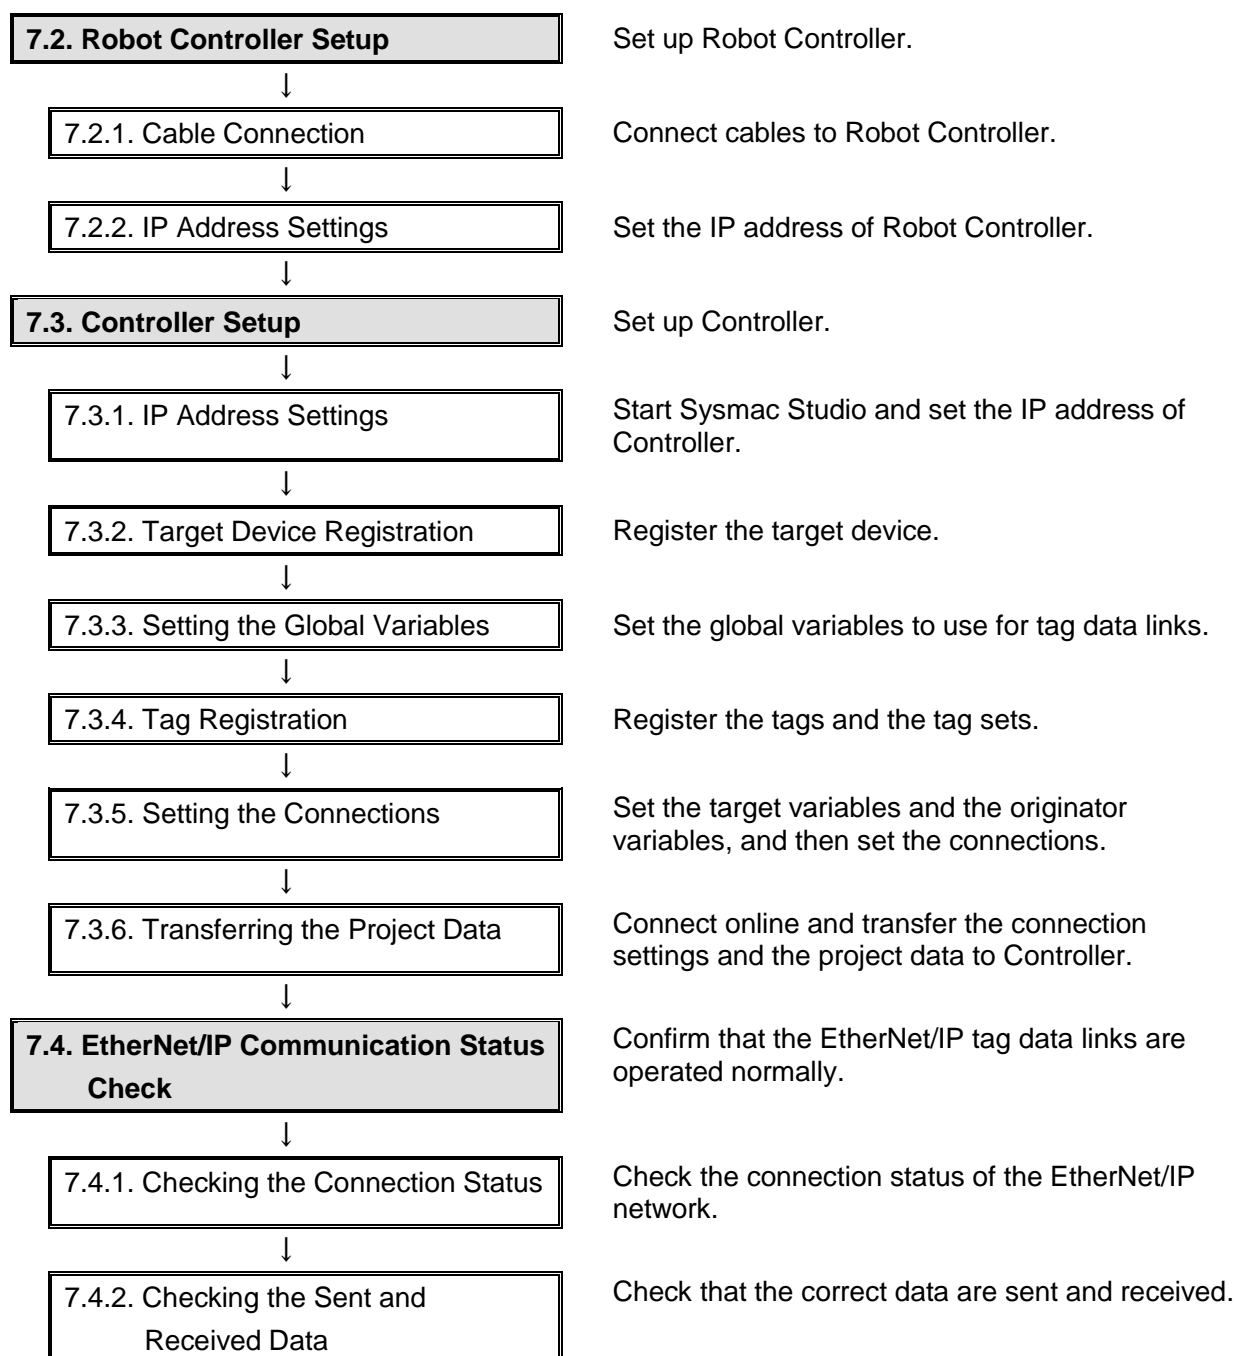 7.2. Robot Controller Setup
Set up Robot Controller.
↓
7.2.1. Cable Connection
Connect cables to Robot Controller.
↓
7.2.2. IP Address Settings
Set the IP address of Robot Controller.
↓
7.3. Controller Setup
Set up Controller.
↓
7.3.1. IP Address Settings
Start Sysmac Studio and set the IP address of
Controller.
↓
7.3.2. Target Device Registration
Register the target device.
↓
7.3.3. Setting the Global Variables
Set the global variables to use for tag data links.
↓
7.3.4. Tag Registration
Register the tags and the tag sets.
↓
7.3.5. Setting the Connections
Set the target variables and the originator
variables, and then set the connections.
↓
7.3.6. Transferring the Project Data
Connect online and transfer the connection
settings and the project data to Controller.
↓
7.4. EtherNet/IP Communication Status
Check
Confirm that the EtherNet/IP tag data links are
operated normally.
↓
7.4.1. Checking the Connection Status
Check the connection status of the EtherNet/IP
network.
↓
7.4.2. Checking the Sent and
Received Data
Check that the correct data are sent and received.